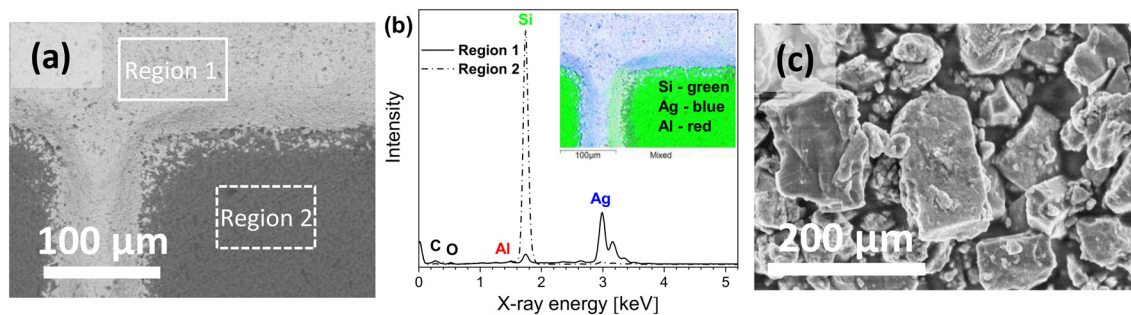 (a)
Region 1
Region 2
100 μm
(b)
Si
Region 1
Region 2
Si - green
Ag - blue
Al - red
100μm
Mixed
Ag
C
O
Al
Intensity
0 1 2 3 4 5
X-ray energy [keV]
(c)
200 μm